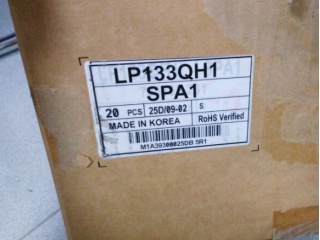 LP133QH1
SPA1
20 PCS 25D/09-02 S
MADE IN KOREA RoHS Verified
M1A39300025DB 5R1